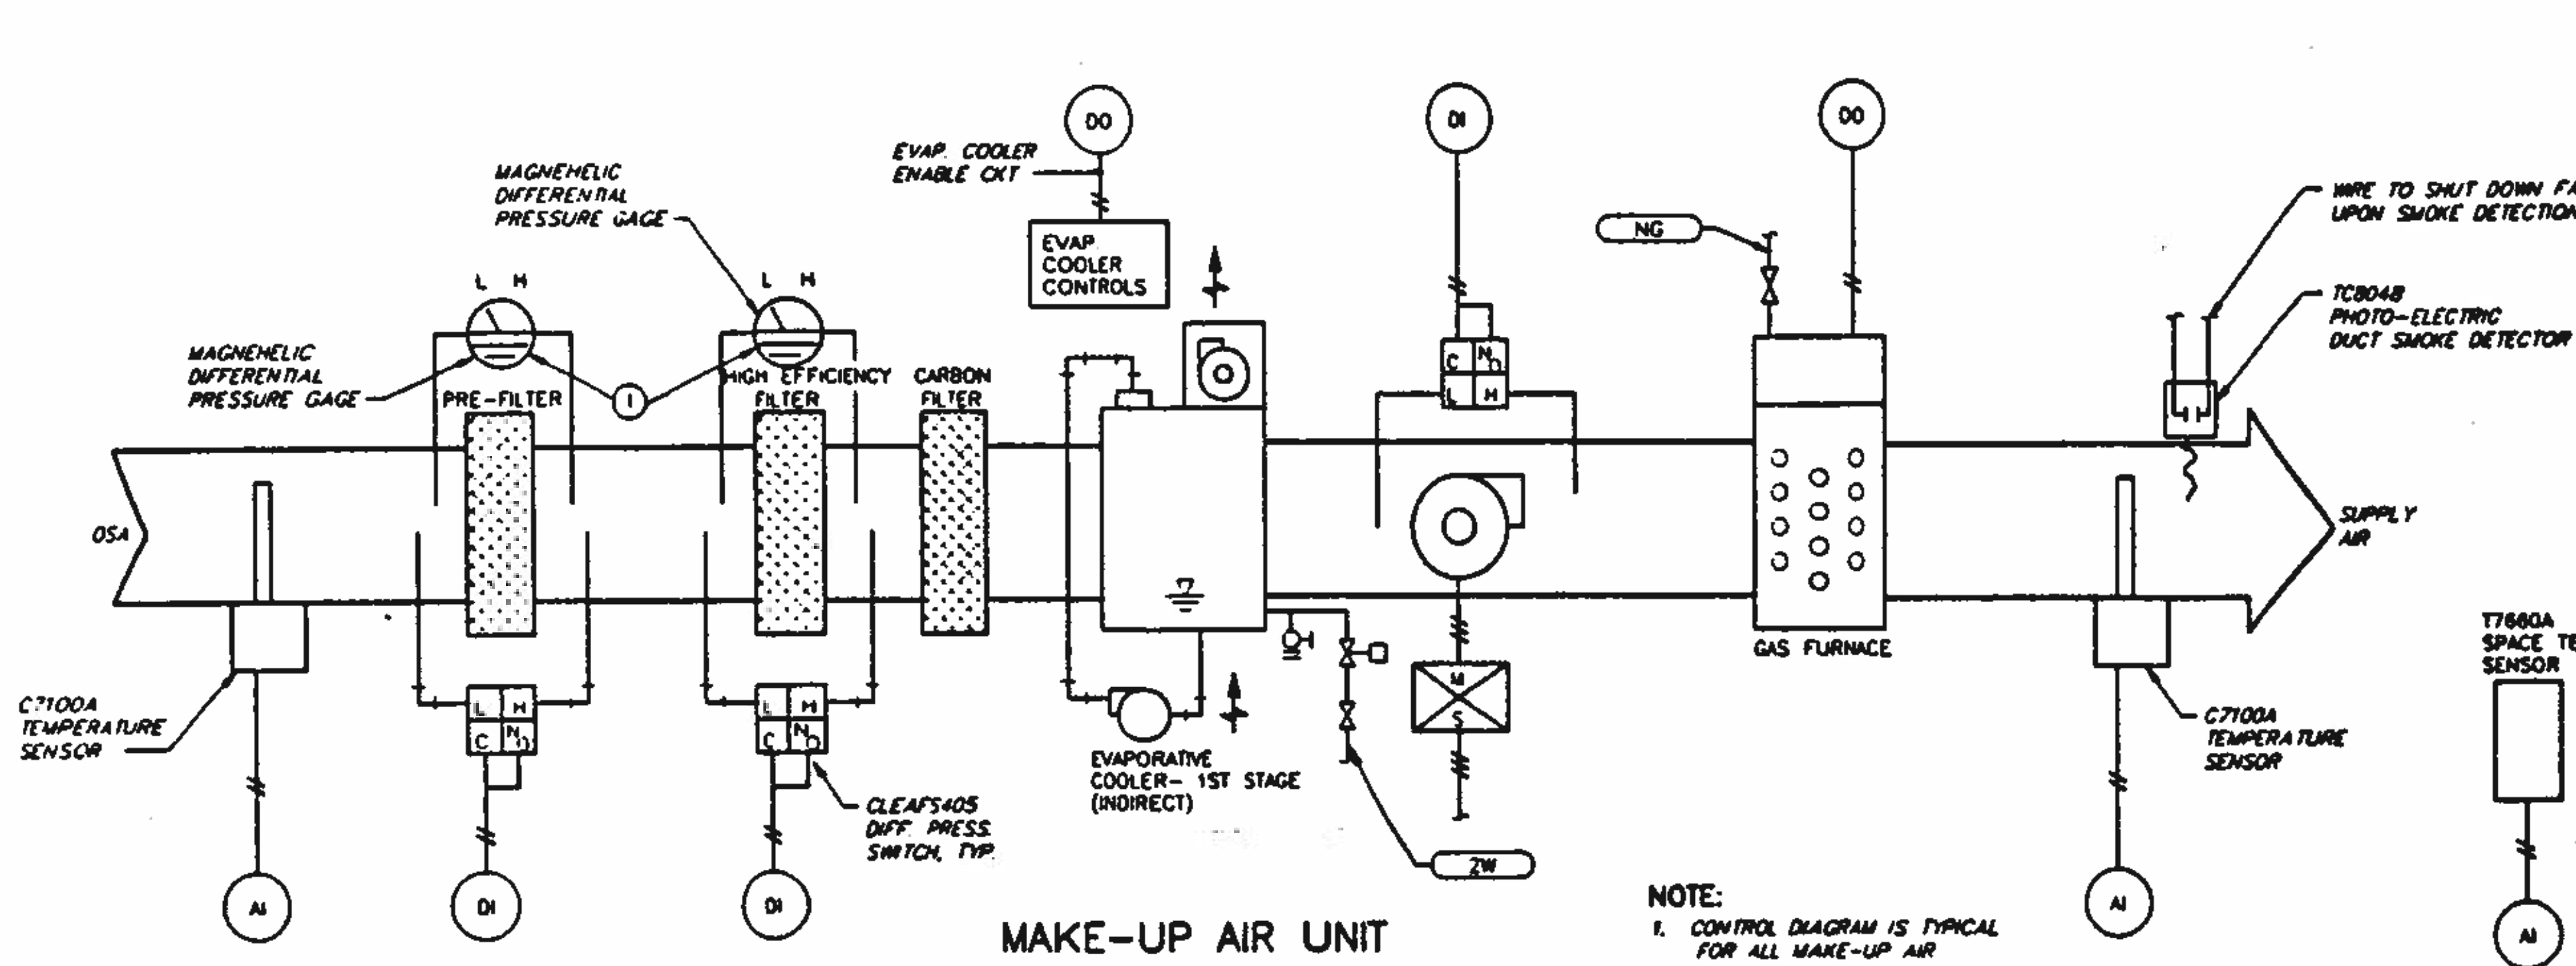 DO
DI
DO
EVAP. COOLER
ENABLE CKT
MAGNEHELIC
DIFFERENTIAL
PRESSURE GAGE
WIRE TO SHUT DOWN
UPON SMOKE DETECTION
NG
EVAP.
COOLER
CONTROLS
L H
L H
TC804B
PHOTO-ELECTRIC
DUCT SMOKE DETECTOR
MAGNEHELIC
DIFFERENTIAL
PRESSURE GAGE
1
PRE-FILTER
HIGH EFFICIENCY
FILTER
CARBON
FILTER
C NO
L H
OSA
SUPPLY
AIR
GAS FURNACE
T7660A
SPACE
SENSOR
C7100A
TEMPERATURE
SENSOR
L H
C NO
L H
C NO
M
S
C7100A
TEMPERATURE
SENSOR
EVAPORATIVE
COOLER- 1ST STAGE
(INDIRECT)
CLEAFS405
DIFF. PRESS.
SWITCH, TYP.
2W
AI
DI
DI
AI
AI
MAKE-UP AIR UNIT
NOTE:
1. CONTROL DIAGRAM IS TYPICAL
FOR ALL MAKE-UP AIR